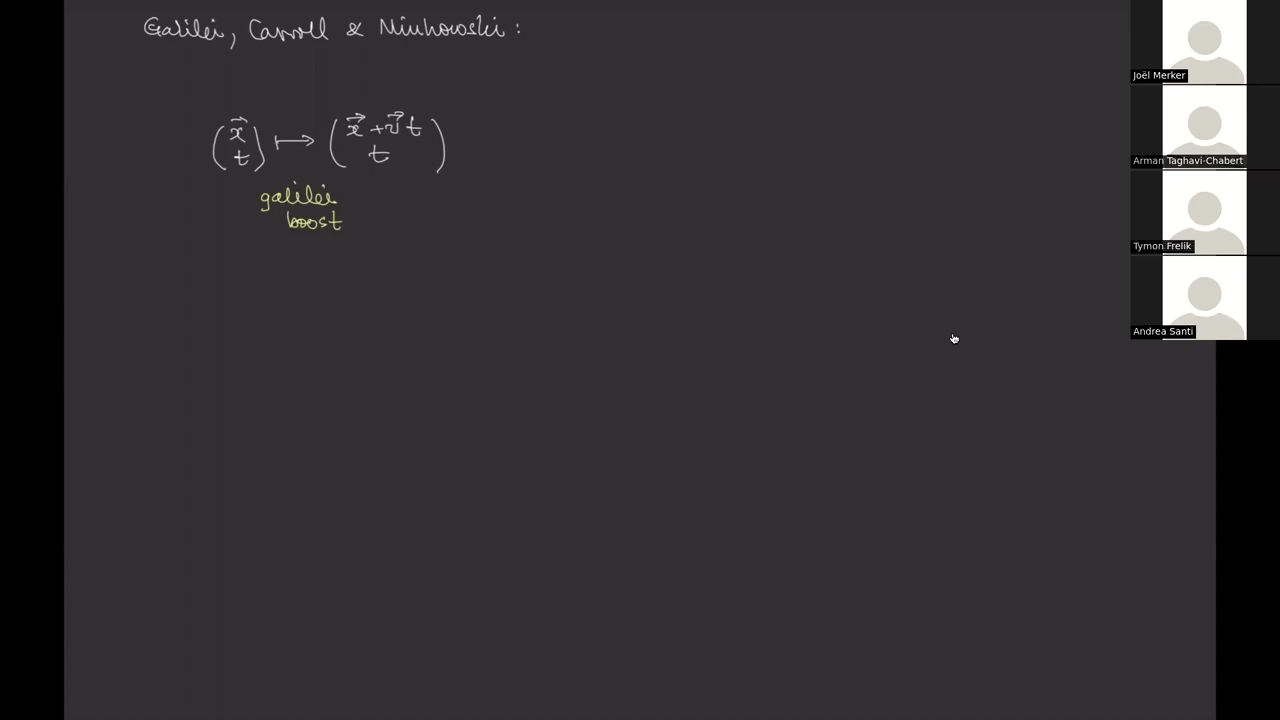 Galilei, Carroll & Minkowski :
(x⃗ t) ↦ (x⃗ + v⃗ t t)
galilei
boost
Joël Merker
Arman Taghavi-Chabert
Tymon Frelik
Andrea Santi